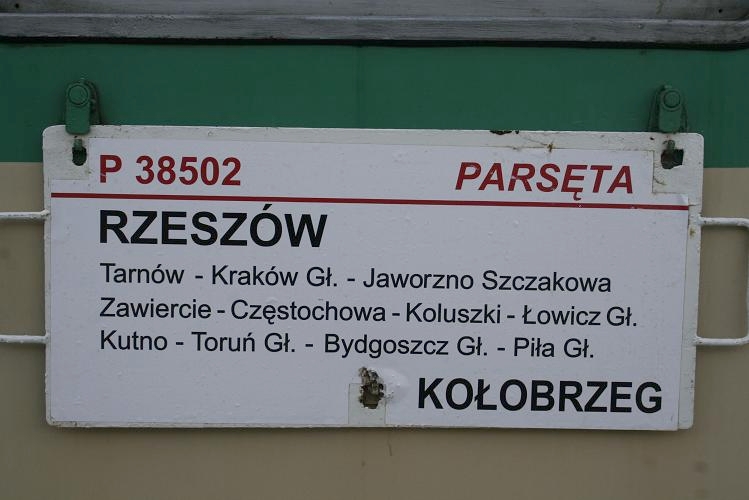 P 38502 PARSĘTA
RZESZÓW
Tarnów - Kraków Gł. - Jaworzno Szczakowa
Zawiercie - Częstochowa - Koluszki - Łowicz Gł.
Kutno - Toruń Gł. - Bydgoszcz Gł. - Piła Gł.
KOŁOBRZEG